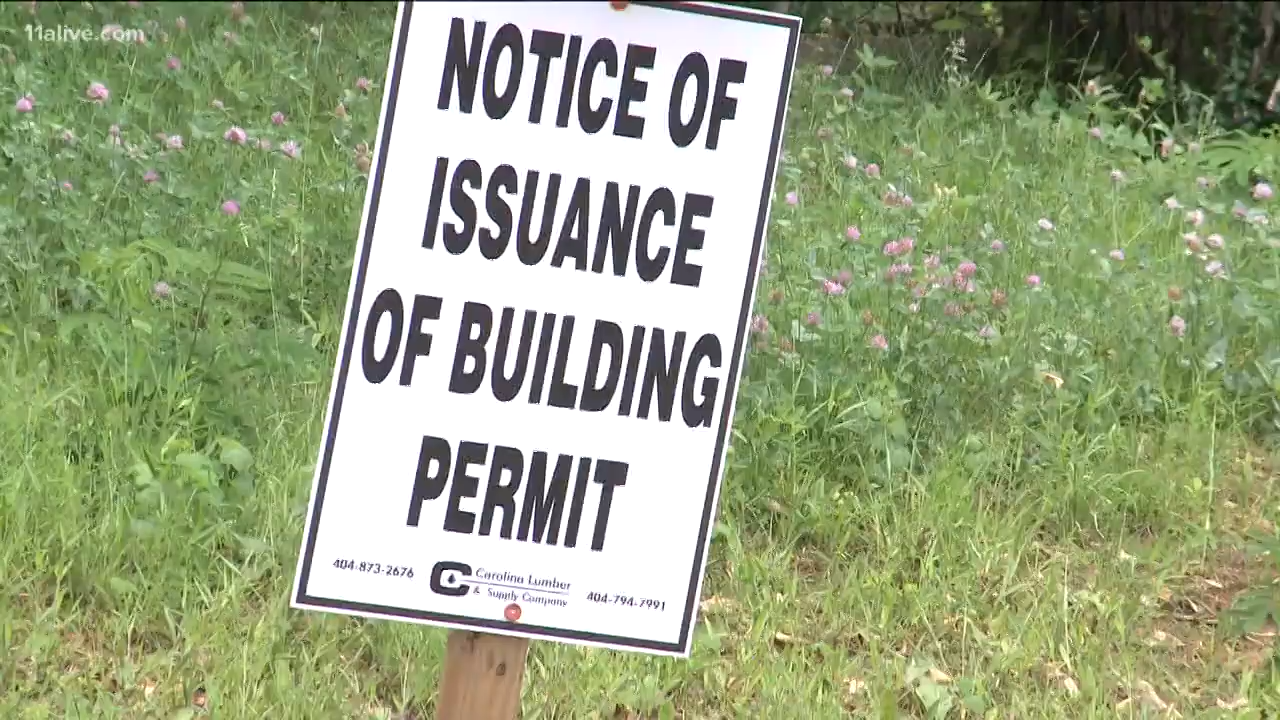 11alive.com
NOTICE OF
ISSUANCE
OF BUILDING
PERMIT
404-873-2676
C
Carolina Lumber
& Supply Company
404-794-7991